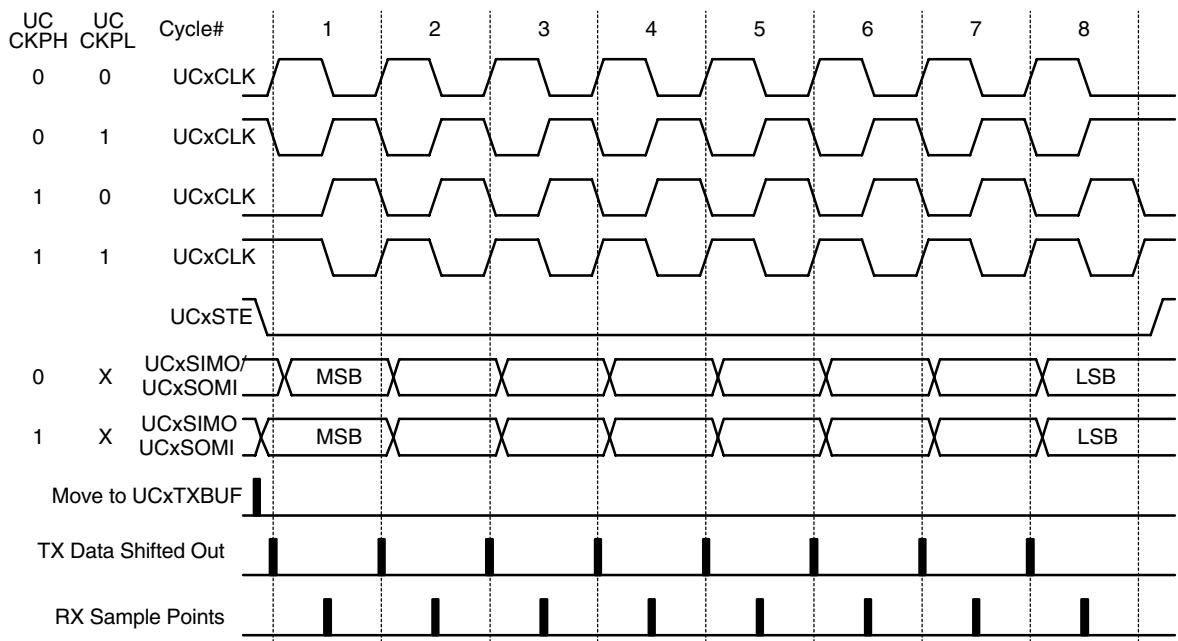 UC UC
CKPH CKPL Cycle# 1 2 3 4 5 6 7 8
0 0 UCxCLK
0 1 UCxCLK
1 0 UCxCLK
1 1 UCxCLK
UCxSTE
0 X UCxSIMO/
UCxSOMI MSB LSB
1 X UCxSIMO
UCxSOMI MSB LSB
Move to UCxTXBUF
TX Data Shifted Out
RX Sample Points